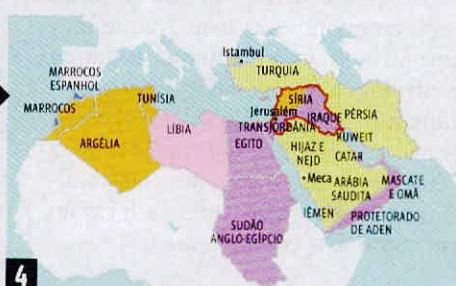 Istambul
TURQUIA
MARROCOS
ESPANHOL
MARROCOS
TUNÍSIA
ARGÉLIA
LÍBIA
SÍRIA
Jerusalém
IRAQUE
PÉRSIA
TRANSJORDÂNIA
EGITO
KUWEIT
HIJAZ E
NEJD
CATAR
Meca
ARÁBIA
SAUDITA
MASCATE
E OMÃ
IÊMEN
PROTETORADO
DE ADEN
SUDÃO
ANGLO-EGÍPCIO
4